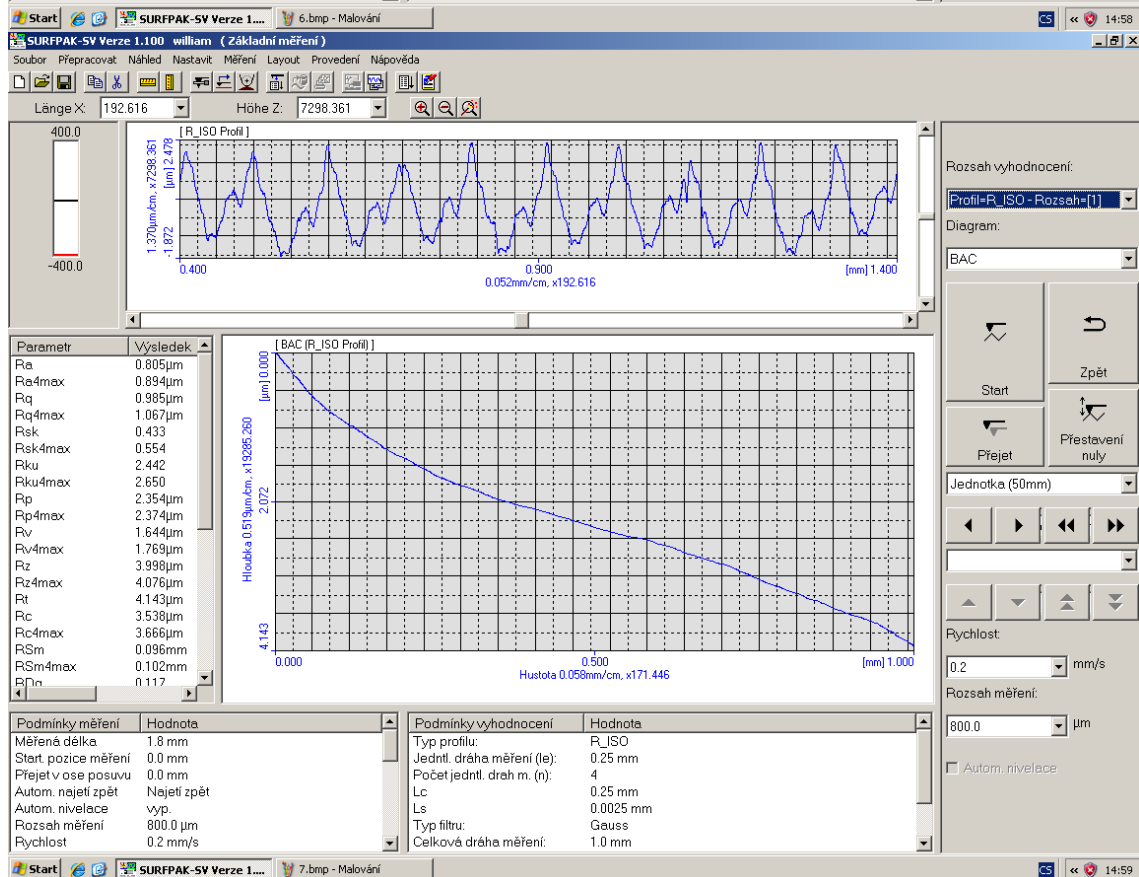 Start SURFPAK-SV Verze 1.... 6.bmp - Malování CS « 14:58
SURFPAK-SV Verze 1.100 william ( Základní měření )
Soubor Přepracovat Náhled Nastavit Měření Layout Provedení Nápověda
Länge X: 192.616 Höhe Z: 7298.361
400.0
-400.0
[ R_ISO Profil ]
1.370µm/cm, x7298.361
-1.872 [µm] 2.478
0.400 0.900 [mm] 1.400
0.052mm/cm, x192.616
Parametr Výsledek
Ra 0.805µm
Ra4max 0.894µm
Rq 0.985µm
Rq4max 1.067µm
Rsk 0.433
Rsk4max 0.554
Rku 2.442
Rku4max 2.650
Rp 2.354µm
Rp4max 2.374µm
Rv 1.644µm
Rv4max 1.769µm
Rz 3.998µm
Rz4max 4.076µm
Rt 4.143µm
Rc 3.538µm
Rc4max 3.666µm
RSm 0.096mm
RSm4max 0.102mm
RDq 0.117
[ BAC (R_ISO Profil) ]
Hloubka 0.519µm/cm, x19285.260
4.143 2.072 [µm] 0.000
0.000 0.500 [mm] 1.000
Hustota 0.058mm/cm, x171.446
Rozsah vyhodnocení:
Profil=R_ISO - Rozsah=[1]
Diagram:
BAC
Start
Zpět
Přejet
Přestavení
nuly
Jednotka (50mm)
Rychlost:
0.2 mm/s
Rozsah měření:
800.0 µm
Autom. nivelace
Podmínky měření Hodnota
Měřená délka 1.8 mm
Start. pozice měření 0.0 mm
Přejet v ose posuvu 0.0 mm
Autom. najetí zpět Najetí zpět
Autom. nivelace vyp.
Rozsah měření 800.0 µm
Rychlost 0.2 mm/s
Podmínky vyhodnocení Hodnota
Typ profilu: R_ISO
Jedntl. dráha měření (le): 0.25 mm
Počet jedntl. drah m. (n): 4
Lc 0.25 mm
Ls 0.0025 mm
Typ filtru: Gauss
Celková dráha měření: 1.0 mm
Start SURFPAK-SV Verze 1.... 7.bmp - Malování CS « 14:59